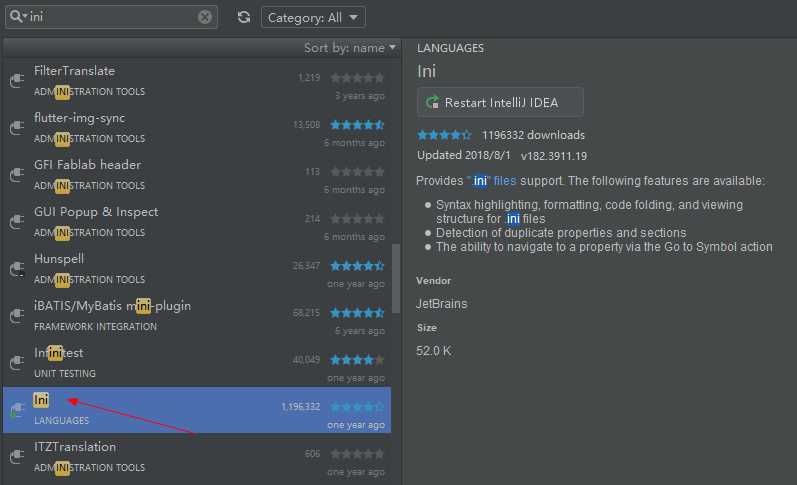 ini
Category: All
Sort by: name
FilterTranslate
1,219
ADMINISTRATION TOOLS
3 years ago
flutter-img-sync
13,508
ADMINISTRATION TOOLS
6 months ago
GFI Fablab header
113
ADMINISTRATION TOOLS
6 months ago
GUI Popup & Inspect
214
ADMINISTRATION TOOLS
6 months ago
Hunspell
26,347
ADMINISTRATION TOOLS
one year ago
iBATIS/MyBatis mini-plugin
68,215
FRAMEWORK INTEGRATION
6 years ago
Infinitest
40,049
UNIT TESTING
one year ago
Ini
1,196,332
LANGUAGES
one year ago
ITZTranslation
606
ADMINISTRATION TOOLS
one year ago
LANGUAGES
Ini
Restart IntelliJ IDEA
1196332 downloads
Updated 2018/8/1 v182.3911.19
Provides ".ini" files support. The following features are available:
Syntax highlighting, formatting, code folding, and viewing
structure for .ini files
Detection of duplicate properties and sections
The ability to navigate to a property via the Go to Symbol action
Vendor
JetBrains
Size
52.0 K